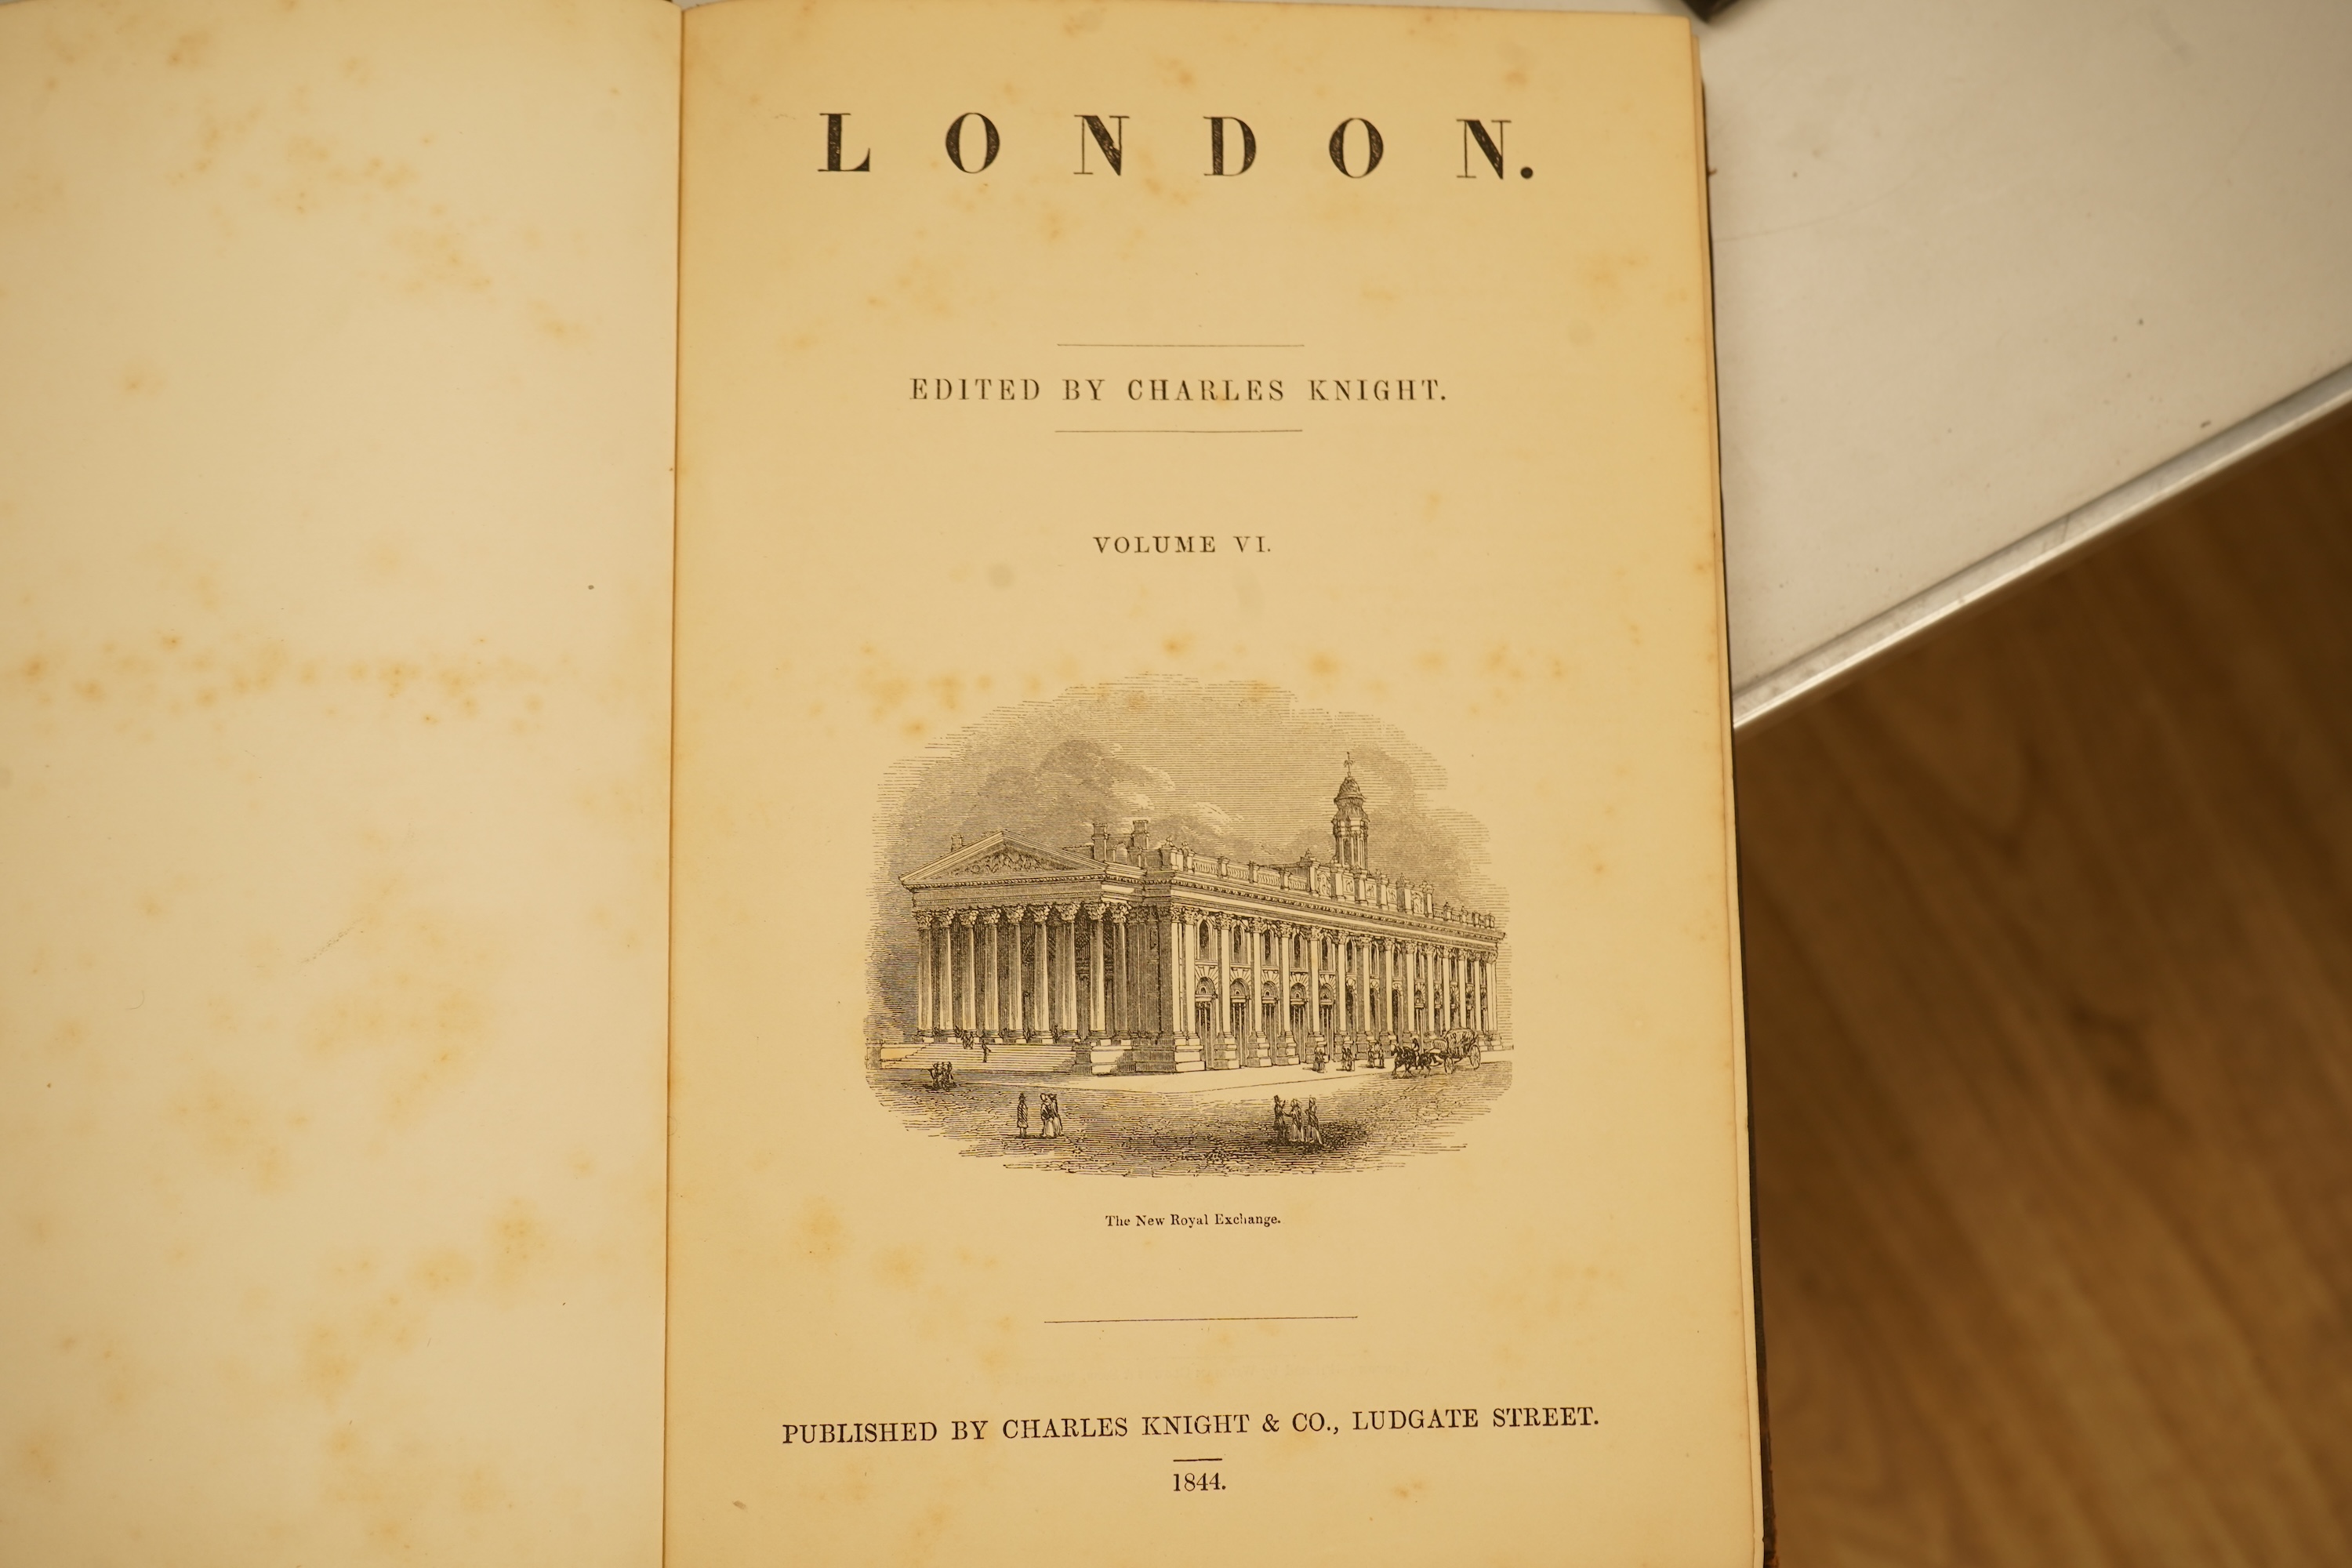 LONDON.
EDITED BY CHARLES KNIGHT.
VOLUME VI.
The New Royal Exchange.
PUBLISHED BY CHARLES KNIGHT & CO., LUDGATE STREET.
1844.